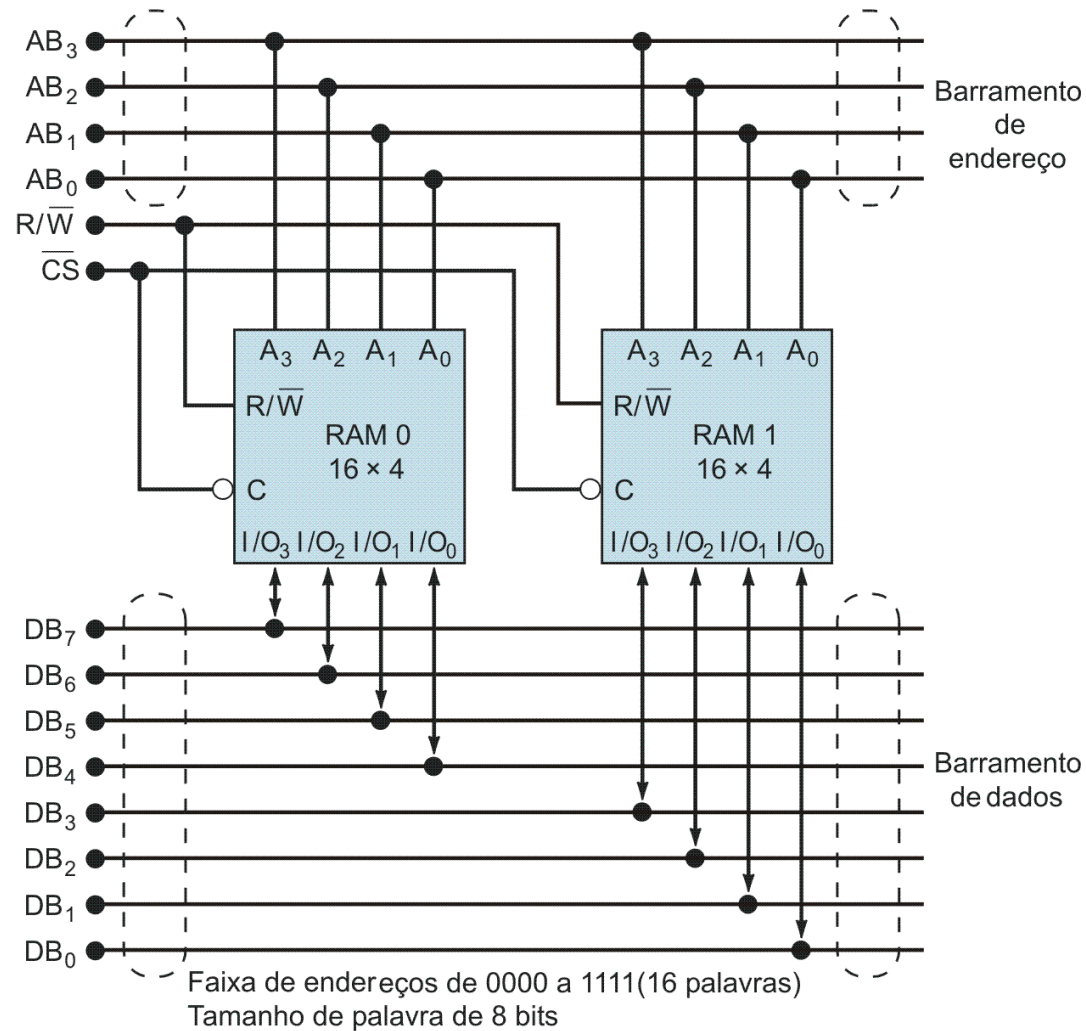 AB3
AB2
AB1
AB0
R/W̅
C̅S̅
Barramento
de
endereço
A3 A2 A1 A0
R/W̅
RAM 0
16 × 4
C
I/O3 I/O2 I/O1 I/O0
A3 A2 A1 A0
R/W̅
RAM 1
16 × 4
C
I/O3 I/O2 I/O1 I/O0
DB7
DB6
DB5
DB4
DB3
DB2
DB1
DB0
Barramento
de dados
Faixa de endereços de 0000 a 1111(16 palavras)
Tamanho de palavra de 8 bits